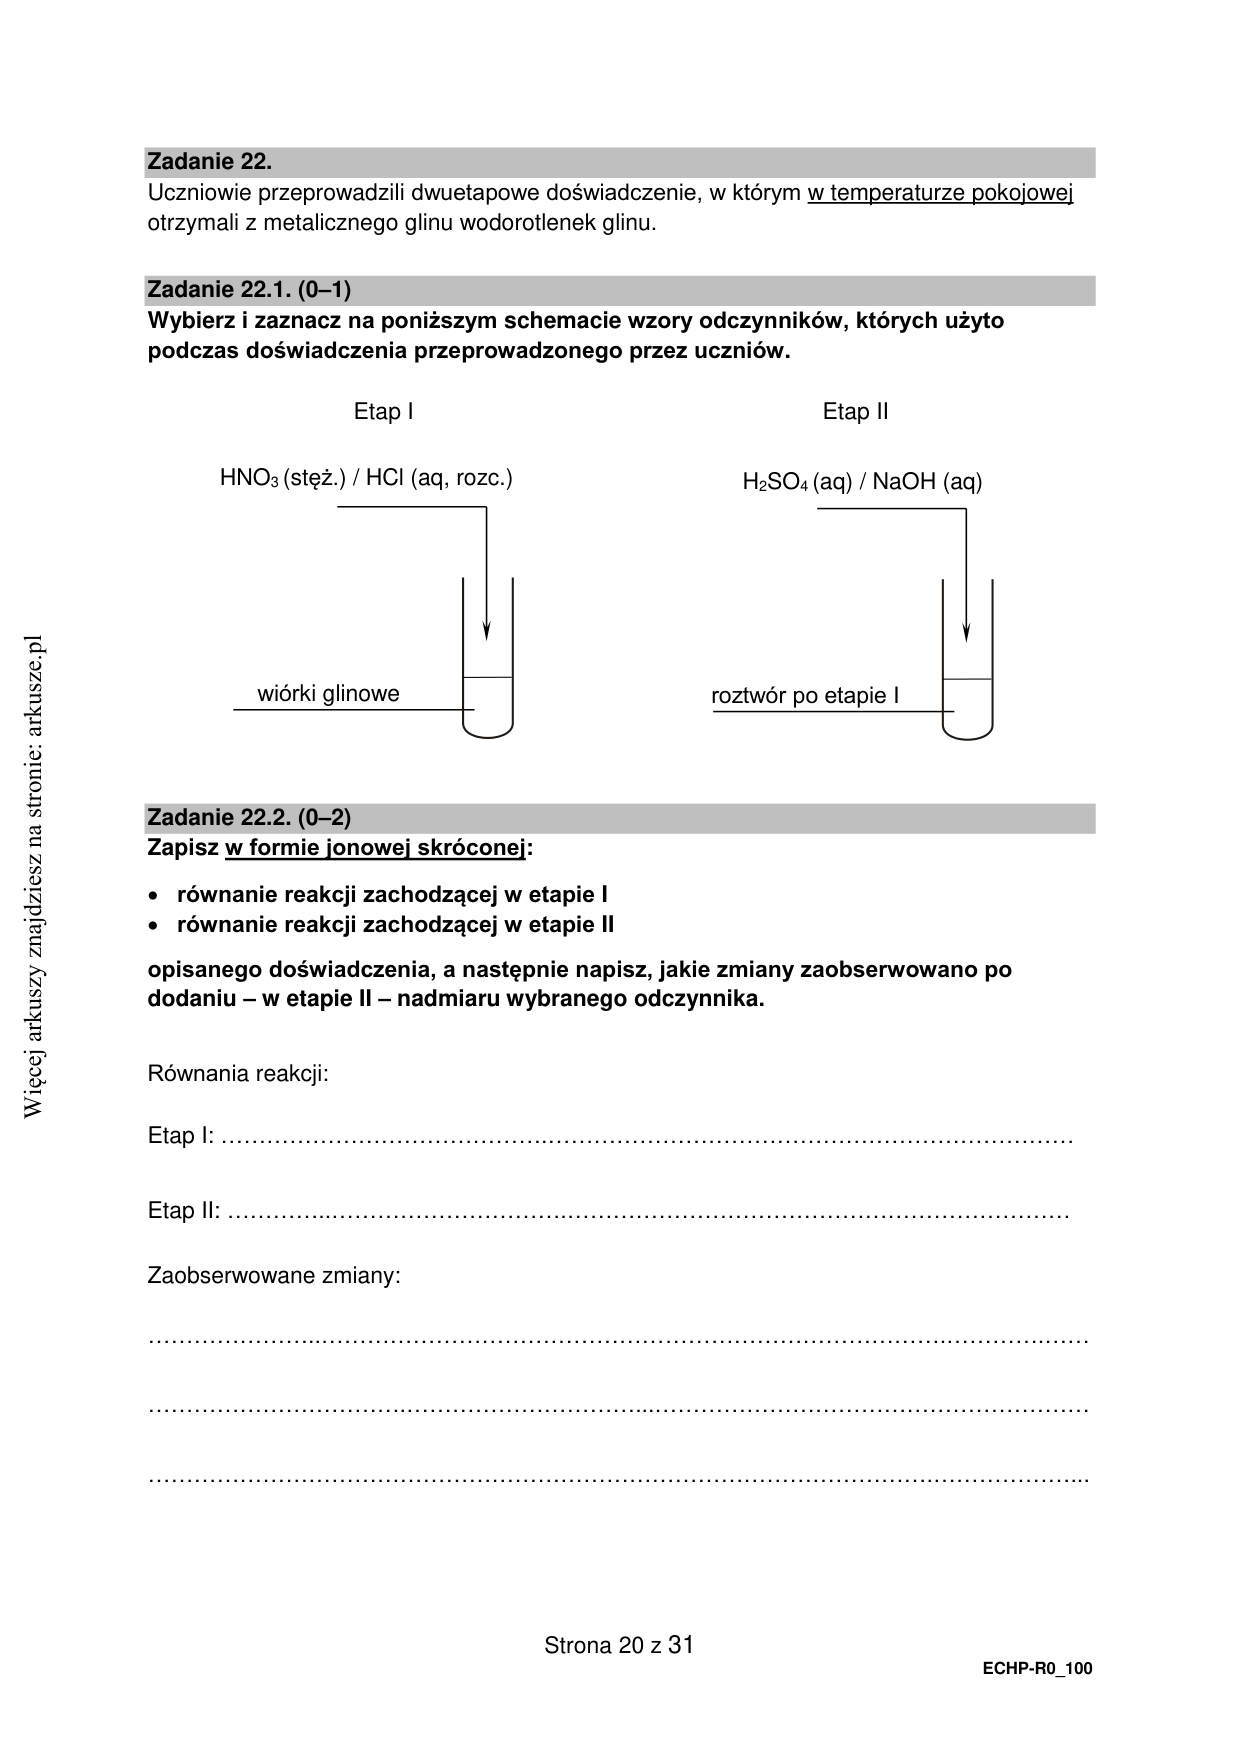 Zadanie 22.
Uczniowie przeprowadzili dwuetapowe doświadczenie, w którym w temperaturze pokojowej
otrzymali z metalicznego glinu wodorotlenek glinu.
Zadanie 22.1. (0–1)
Wybierz i zaznacz na poniższym schemacie wzory odczynników, których użyto
podczas doświadczenia przeprowadzonego przez uczniów.
Etap I
Etap II
HNO₃ (stęż.) / HCl (aq, rozc.)
H₂SO₄ (aq) / NaOH (aq)
wiórki glinowe
roztwór po etapie I
Zadanie 22.2. (0–2)
Zapisz w formie jonowej skróconej:
• równanie reakcji zachodzącej w etapie I
• równanie reakcji zachodzącej w etapie II
opisanego doświadczenia, a następnie napisz, jakie zmiany zaobserwowano po
dodaniu – w etapie II – nadmiaru wybranego odczynnika.
Równania reakcji:
Etap I: ……………………………………………………………………………………………………
Etap II: ……………………………………………………………………………………………………
Zaobserwowane zmiany:
………………………………………………………………………………………………………………
………………………………………………………………………………………………………………
………………………………………………………………………………………………………………
Strona 20 z 31
ECHP-R0_100
Więcej arkuszy znajdziesz na stronie: arkusze.pl